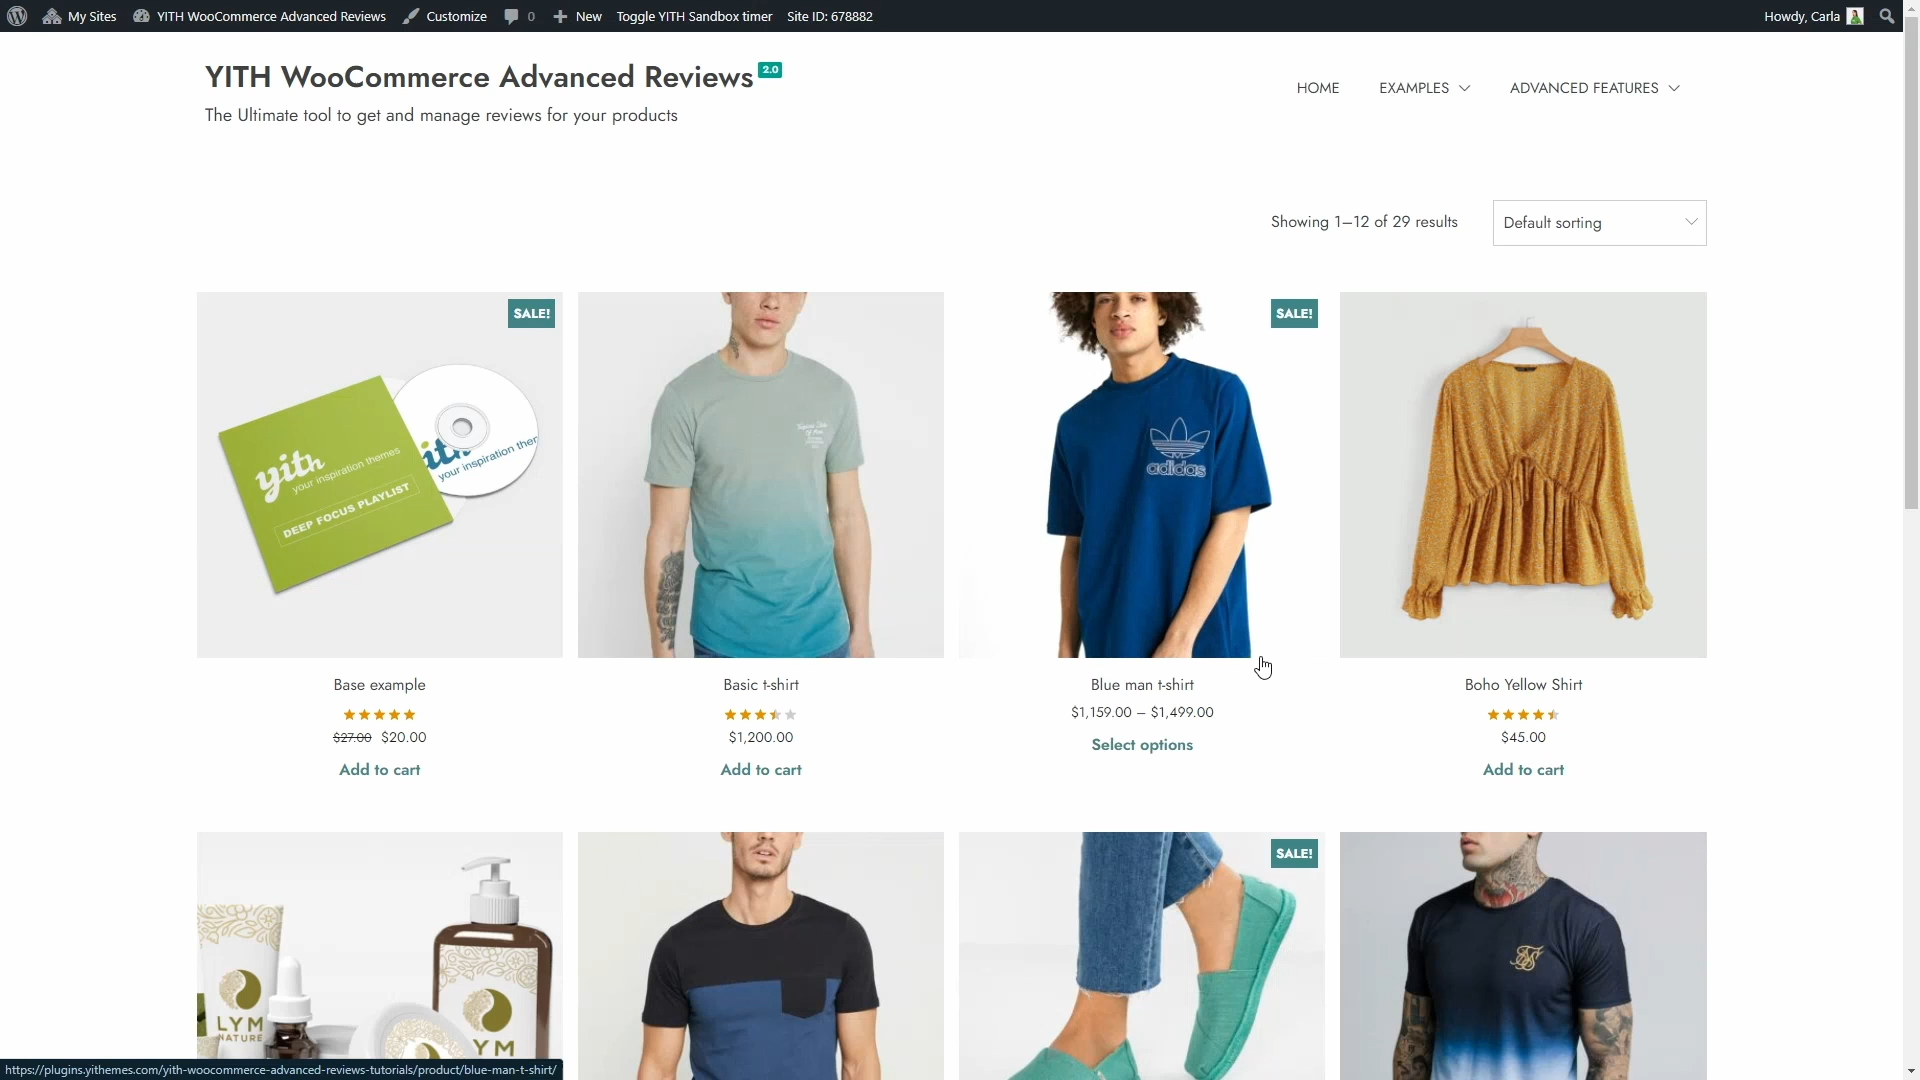 My Sites YITH WooCommerce Advanced Reviews Customize 0 New Toggle YITH Sandbox timer Site ID: 678882 Howdy, Carla
YITH WooCommerce Advanced Reviews 2.0
The Ultimate tool to get and manage reviews for your products
HOME EXAMPLES ADVANCED FEATURES
Showing 1–12 of 29 results Default sorting
SALE!
yith
your inspiration themes
DEEP FOCUS PLAYLIST
your inspiration ther
SALE!
adidas
Base example
$27.00 $20.00
Add to cart
Basic t-shirt
$1,200.00
Add to cart
Blue man t-shirt
$1,159.00 – $1,499.00
Select options
Boho Yellow Shirt
$45.00
Add to cart
LYM
NATURE
YM
SALE!
https://plugins.yithemes.com/yith-woocommerce-advanced-reviews-tutorials/product/blue-man-t-shirt/